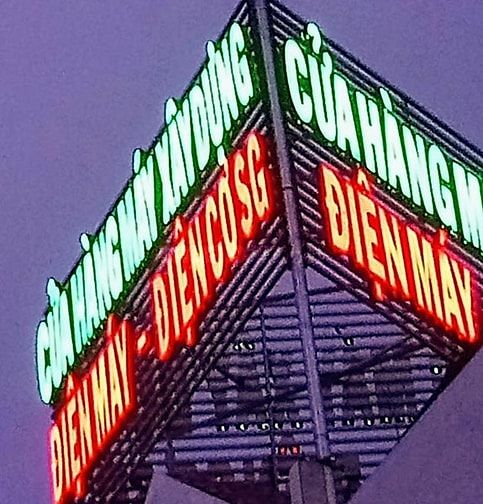 CỬA HÀNG MÁY XÂY DỰNG
ĐIỆN MÁY - ĐIỆN CƠ SG
CỬA HÀNG M
ĐIỆN MÁY